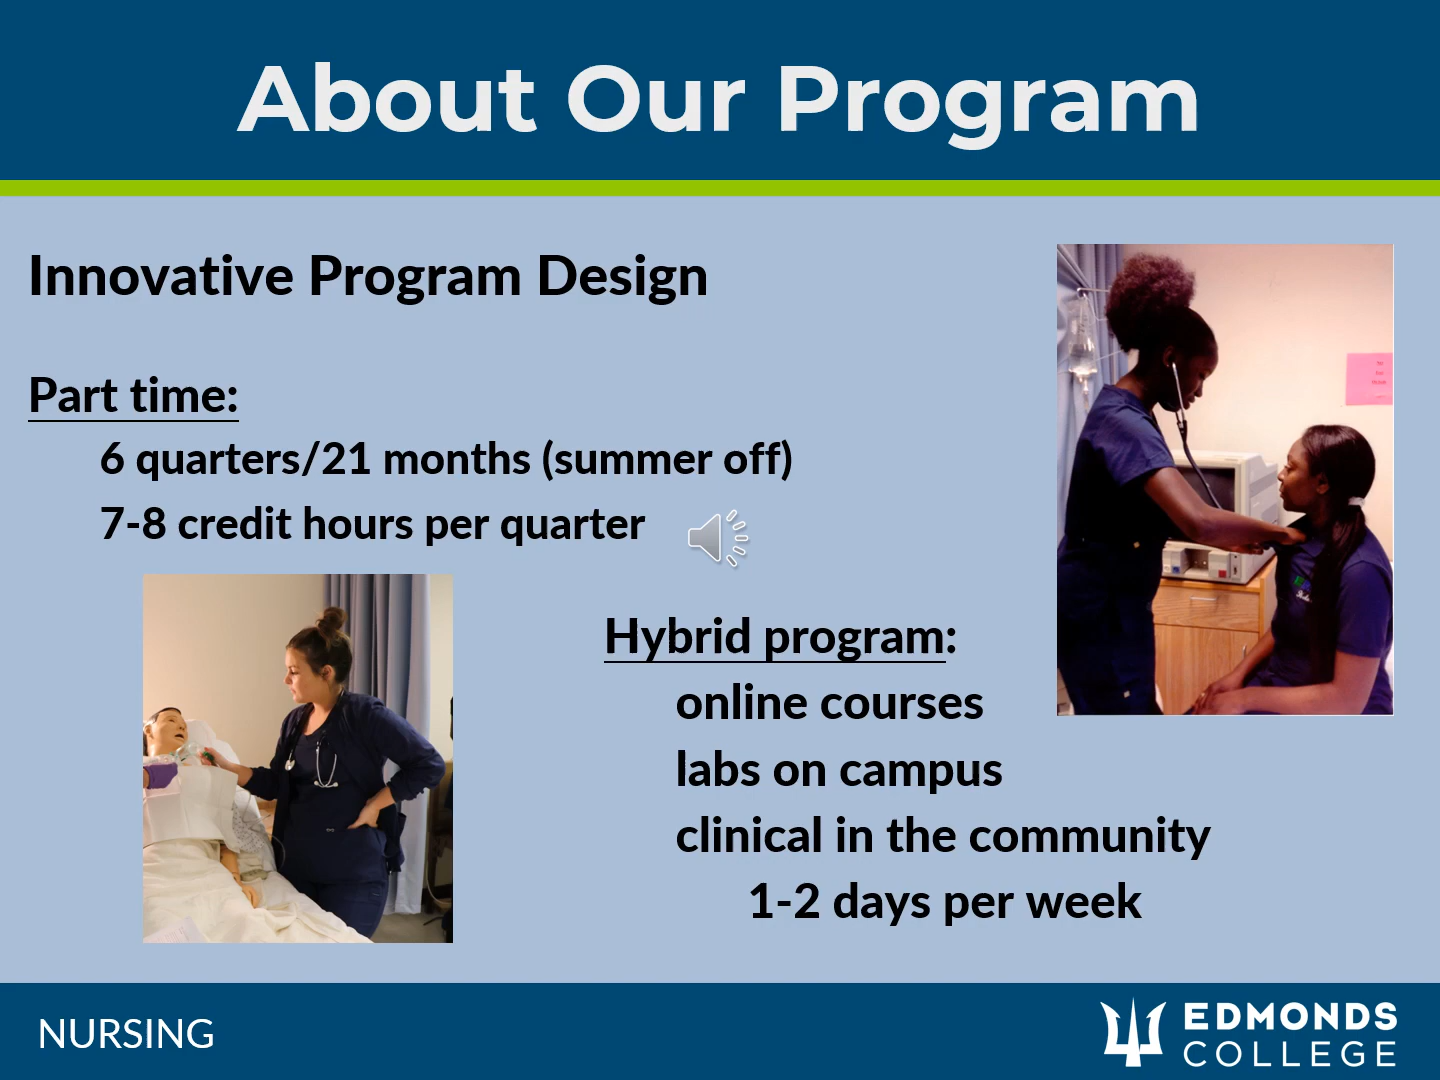 About Our Program
Innovative Program Design
Part time:
6 quarters/21 months (summer off)
7-8 credit hours per quarter
Hybrid program:
online courses
labs on campus
clinical in the community
1-2 days per week
NURSING
EDMONDS
COLLEGE